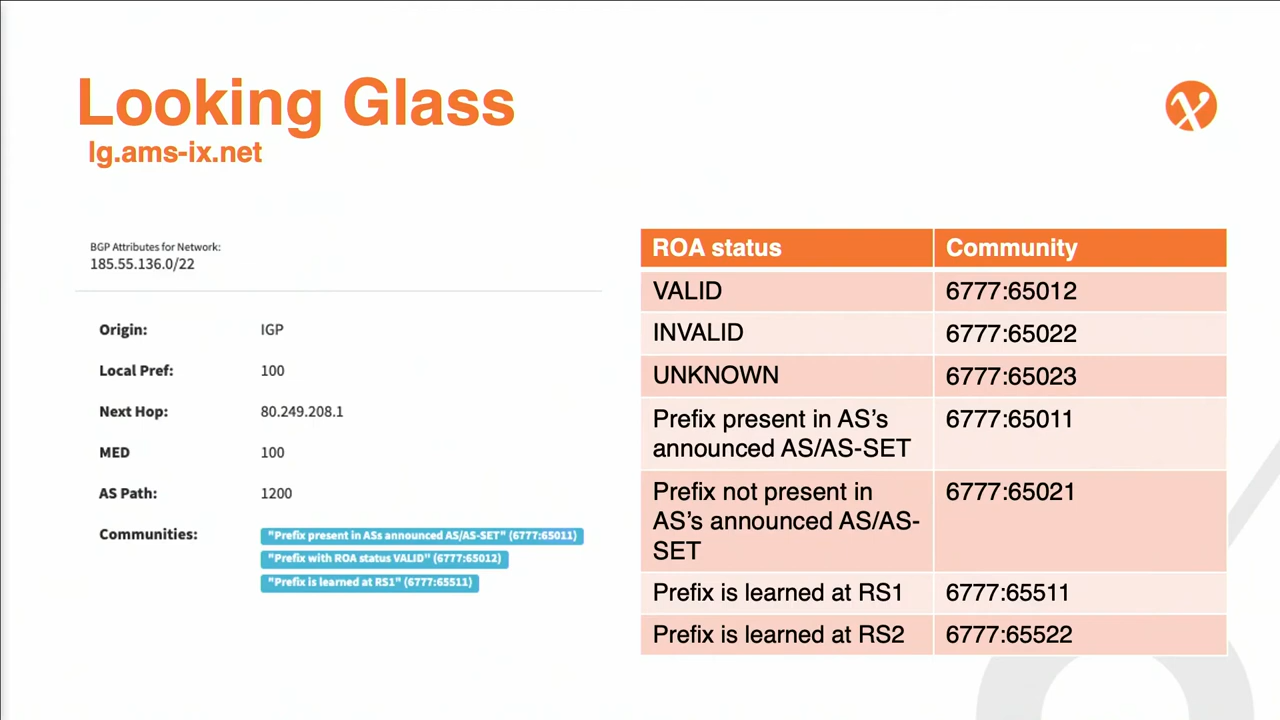 Looking Glass
lg.ams-ix.net
BGP Attributes for Network:
185.55.136.0/22
Origin: IGP
Local Pref: 100
Next Hop: 80.249.208.1
MED 100
AS Path: 1200
Communities: "Prefix present in ASs announced AS/AS-SET" (6777:65011)
"Prefix with ROA status VALID" (6777:65012)
"Prefix is learned at RS1" (6777:65511)
ROA status Community
VALID 6777:65012
INVALID 6777:65022
UNKNOWN 6777:65023
Prefix present in AS’s 6777:65011
announced AS/AS-SET
Prefix not present in 6777:65021
AS’s announced AS/AS-
SET
Prefix is learned at RS1 6777:65511
Prefix is learned at RS2 6777:65522